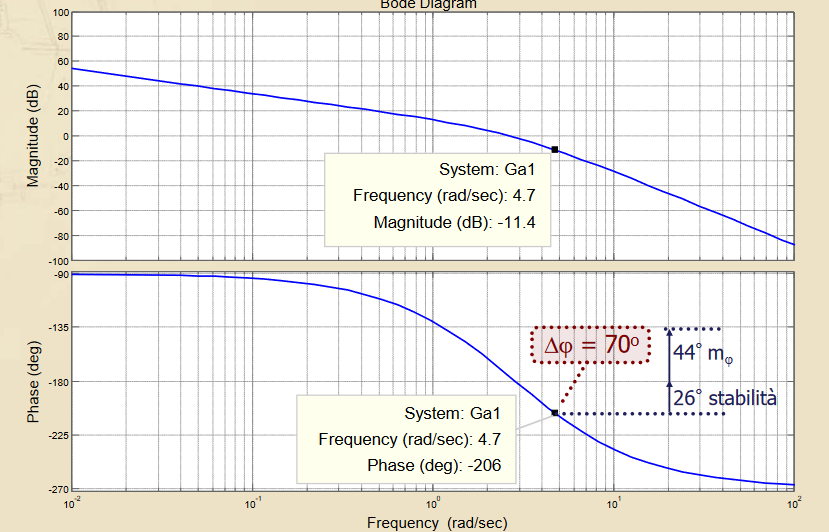 Bode Diagram
100
80
60
40
20
0
-20
-40
-60
-80
-100
Magnitude (dB)
System: Ga1
Frequency (rad/sec): 4.7
Magnitude (dB): -11.4
-90
-135
-180
-225
-270
Phase (deg)
Δφ = 70º
44° mφ
26° stabilità
System: Ga1
Frequency (rad/sec): 4.7
Phase (deg): -206
10⁻² 10⁻¹ 10⁰ 10¹ 10²
Frequency (rad/sec)